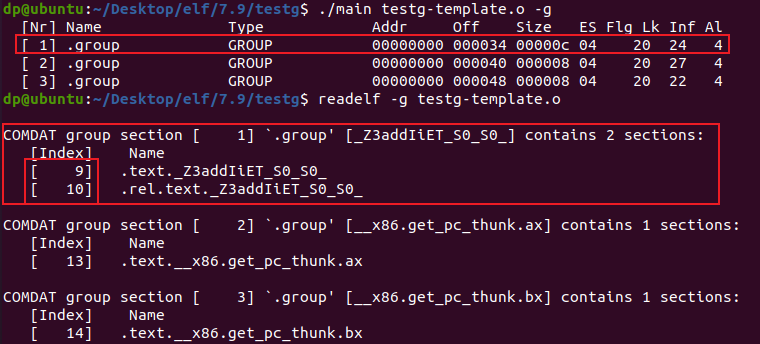 dp@ubuntu:~/Desktop/elf/7.9/testg$ ./main testg-template.o -g
[Nr] Name Type Addr Off Size ES Flg Lk Inf Al
[ 1] .group GROUP 00000000 000034 00000c 04 20 24 4
[ 2] .group GROUP 00000000 000040 000008 04 20 27 4
[ 3] .group GROUP 00000000 000048 000008 04 20 22 4
dp@ubuntu:~/Desktop/elf/7.9/testg$ readelf -g testg-template.o
COMDAT group section [ 1] `.group' [_Z3addIiET_S0_S0_] contains 2 sections:
[Index] Name
[ 9] .text._Z3addIiET_S0_S0_
[ 10] .rel.text._Z3addIiET_S0_S0_
COMDAT group section [ 2] `.group' [__x86.get_pc_thunk.ax] contains 1 sections:
[Index] Name
[ 13] .text.__x86.get_pc_thunk.ax
COMDAT group section [ 3] `.group' [__x86.get_pc_thunk.bx] contains 1 sections:
[Index] Name
[ 14] .text.__x86.get_pc_thunk.bx